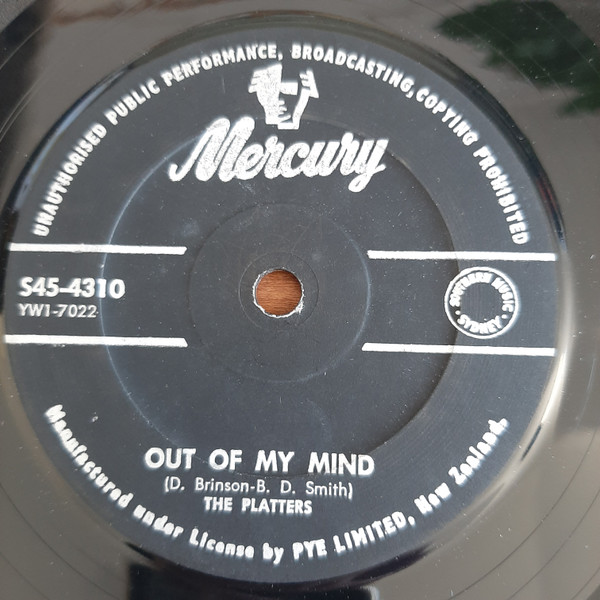 UNAUTHORISED PUBLIC PERFORMANCE, BROADCASTING, COPYING PROHIBITED
Mercury
S45-4310
YW1-7022
SOUTHERN MUSIC
• SYDNEY •
OUT OF MY MIND
(D. Brinson-B. D. Smith)
THE PLATTERS
Manufactured under License by PYE LIMITED, New Zealand.